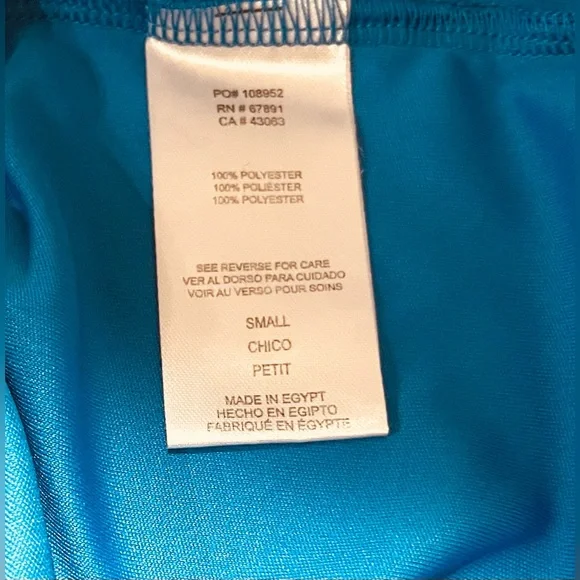 PO# 108952
RN # 67891
CA # 43083
100% POLYESTER
100% POLIÉSTER
100% POLYESTER
SEE REVERSE FOR CARE
VER AL DORSO PARA CUIDADO
VOIR AU VERSO POUR SOINS
SMALL
CHICO
PETIT
MADE IN EGYPT
HECHO EN EGIPTO
FABRIQUÉ EN ÉGYPTE